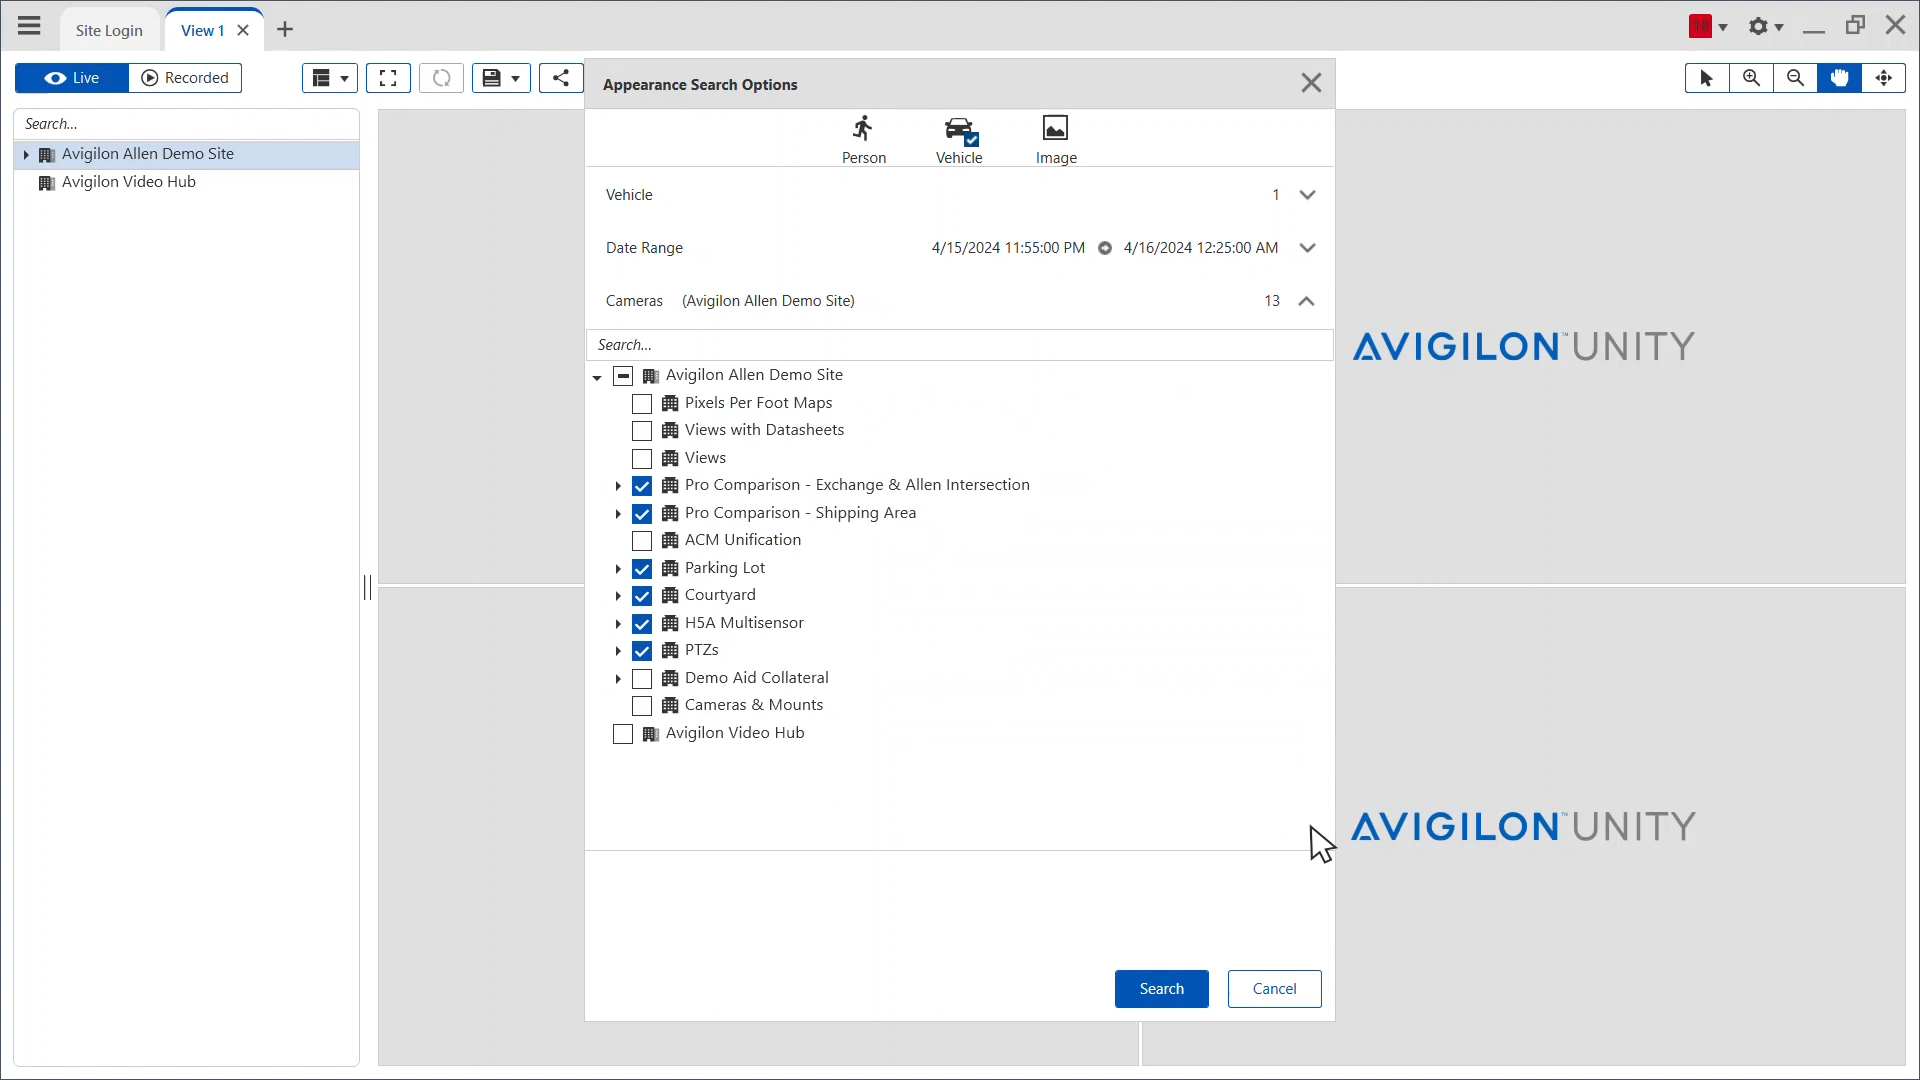 Site Login
View 1
18
Live
Recorded
Search...
Avigilon Allen Demo Site
Avigilon Video Hub
Appearance Search Options
Person
Vehicle
Image
Vehicle 1
Date Range 4/15/2024 11:55:00 PM 4/16/2024 12:25:00 AM
Cameras (Avigilon Allen Demo Site) 13
Search...
Avigilon Allen Demo Site
Pixels Per Foot Maps
Views with Datasheets
Views
Pro Comparison - Exchange & Allen Intersection
Pro Comparison - Shipping Area
ACM Unification
Parking Lot
Courtyard
H5A Multisensor
PTZs
Demo Aid Collateral
Cameras & Mounts
Avigilon Video Hub
Search
Cancel
AVIGILON™ UNITY
AVIGILON™ UNITY